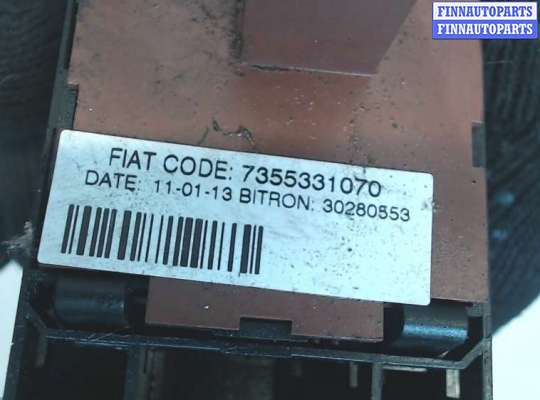 FINNAUTOPARTS
FINNAUTOPARTS
FIAT CODE: 7355331070
DATE: 11-01-13 BITRON: 30280553